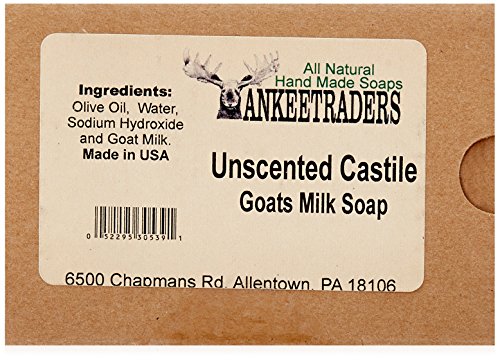 Ingredients:
Olive Oil, Water,
Sodium Hydroxide
and Goat Milk.
Made in USA
All Natural
Hand Made Soaps
YANKEETRADERS
Unscented Castile
Goats Milk Soap
0 52295 30539 1
6500 Chapmans Rd. Allentown, PA 18106